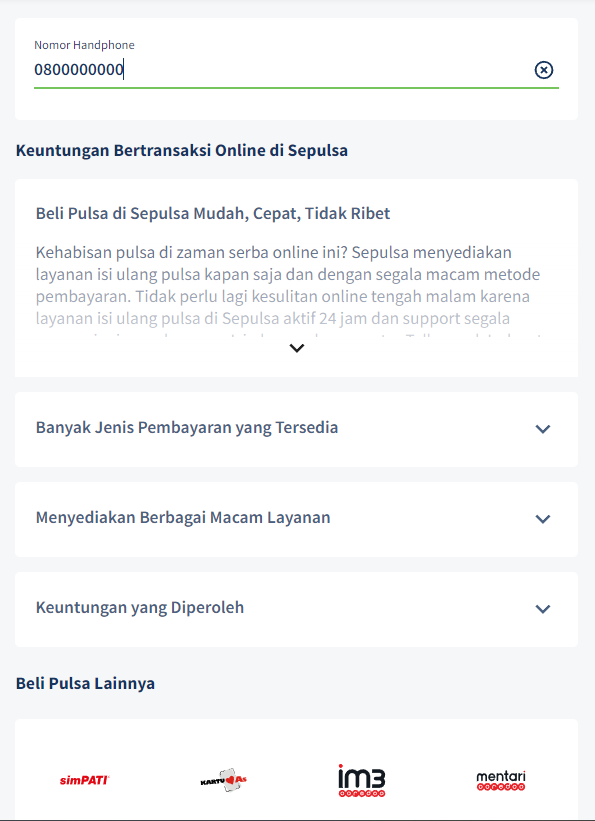 Nomor Handphone
0800000000
Keuntungan Bertransaksi Online di Sepulsa
Beli Pulsa di Sepulsa Mudah, Cepat, Tidak Ribet
Kehabisan pulsa di zaman serba online ini? Sepulsa menyediakan
layanan isi ulang pulsa kapan saja dan dengan segala macam metode
pembayaran. Tidak perlu lagi kesulitan online tengah malam karena
layanan isi ulang pulsa di Sepulsa aktif 24 jam dan support segala
Banyak Jenis Pembayaran yang Tersedia
Menyediakan Berbagai Macam Layanan
Keuntungan yang Diperoleh
Beli Pulsa Lainnya
simPATI KARTU As im3 mentari
ooredoo ooredoo